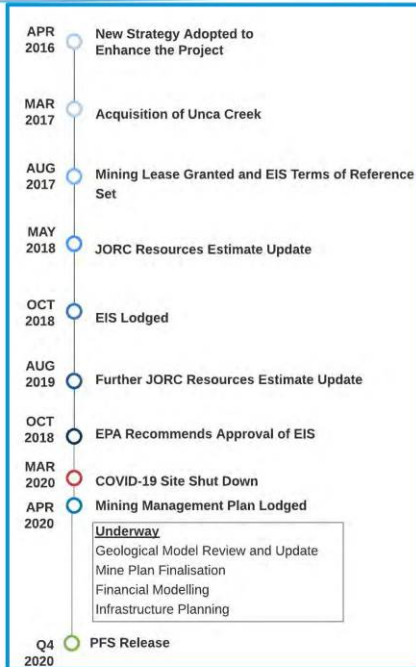 APR
2016
New Strategy Adopted to
Enhance the Project
MAR
2017
Acquisition of Unca Creek
AUG
2017
Mining Lease Granted and EIS Terms of Reference
Set
MAY
2018
JORC Resources Estimate Update
OCT
2018
EIS Lodged
AUG
2019
Further JORC Resources Estimate Update
OCT
2018
EPA Recommends Approval of EIS
MAR
2020
COVID-19 Site Shut Down
APR
2020
Mining Management Plan Lodged
Underway
Geological Model Review and Update
Mine Plan Finalisation
Financial Modelling
Infrastructure Planning
Q4
2020
PFS Release